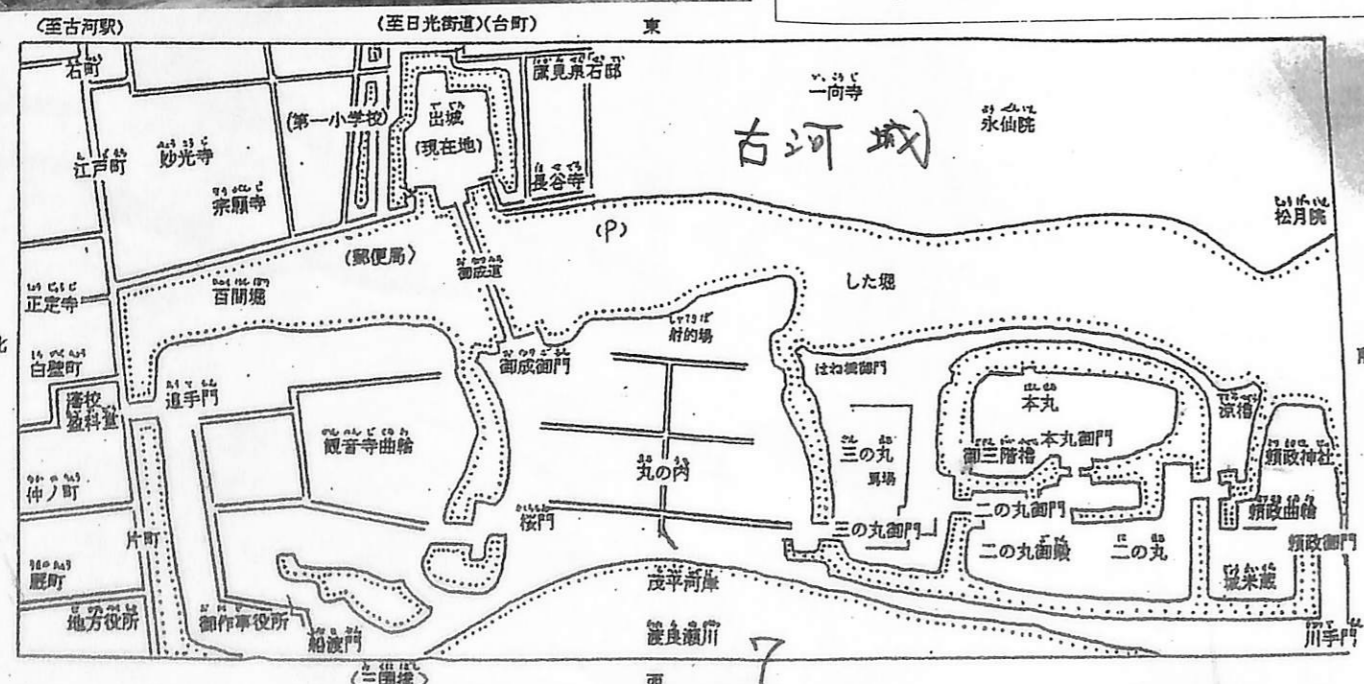 (至古河駅)
(至日光街道)(台町)
東
石町
鷹見泉石邸
一向寺
永仙院
(第一小学校)
出城
(現在地)
古河城
江戸町
妙光寺
宗願寺
長谷寺
松月院
(P)
(郵便局)
御成道
した堀
正定寺
百間堀
射的場
北
白壁町
御成御門
はね橋御門
南
追手門
藩校
盈科堂
本丸
涼櫓
観音寺曲輪
本丸御門
三の丸
御三階櫓
頼政神社
丸の内
馬場
仲ノ町
桜門
二の丸御門
頼政曲輪
三の丸御門
片町
二の丸御殿
二の丸
頼政御門
厩町
茂平河岸
城米蔵
地方役所
御作事役所
船渡門
渡良瀬川
川手門
(三国橋)
西